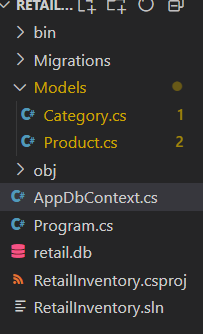 RETAIL...
bin
Migrations
Models
Category.cs 1
Product.cs 2
obj
AppDbContext.cs
Program.cs
retail.db
RetailInventory.csproj
RetailInventory.sln